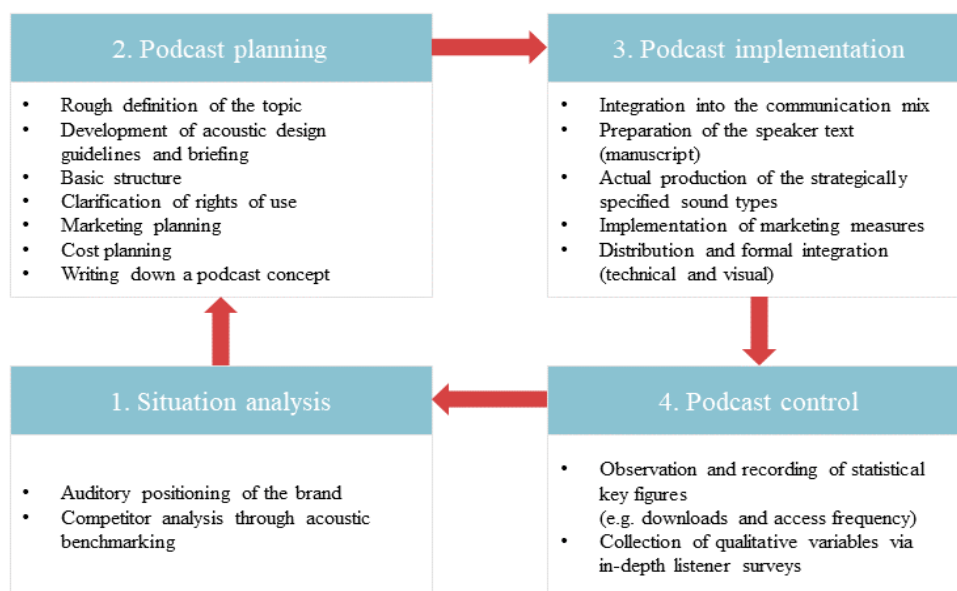 2. Podcast planning
• Rough definition of the topic
• Development of acoustic design
guidelines and briefing
• Basic structure
• Clarification of rights of use
• Marketing planning
• Cost planning
• Writing down a podcast concept
3. Podcast implementation
• Integration into the communication mix
• Preparation of the speaker text
(manuscript)
• Actual production of the strategically
specified sound types
• Implementation of marketing measures
• Distribution and formal integration
(technical and visual)
1. Situation analysis
• Auditory positioning of the brand
• Competitor analysis through acoustic
benchmarking
4. Podcast control
• Observation and recording of statistical
key figures
(e.g. downloads and access frequency)
• Collection of qualitative variables via
in-depth listener surveys